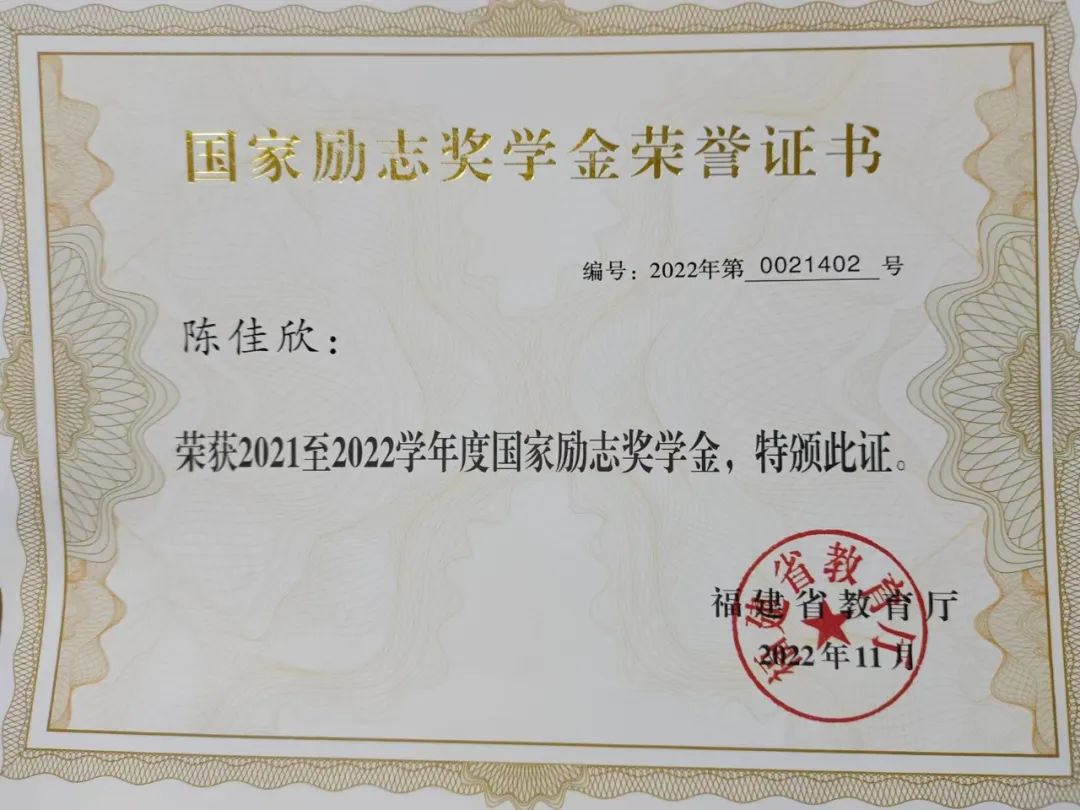 国家励志奖学金荣誉证书
编号：2022年第 0021402 号
陈佳欣：
荣获2021至2022学年度国家励志奖学金，特颁此证。
福建省教育厅
2022年11月
福建省教育厅